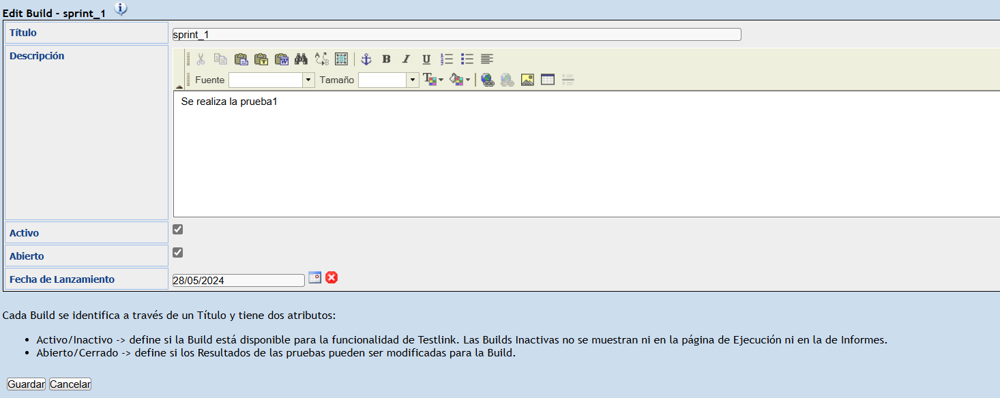 Edit Build - sprint_1
Título
sprint_1
Descripción
Fuente
Tamaño
Se realiza la prueba1
Activo
Abierto
Fecha de Lanzamiento
28/05/2024
Cada Build se identifica a través de un Título y tiene dos atributos:
• Activo/Inactivo -> define si la Build está disponible para la funcionalidad de Testlink. Las Builds Inactivas no se muestran ni en la página de Ejecución ni en la de Informes.
• Abierto/Cerrado -> define si los Resultados de las pruebas pueden ser modificadas para la Build.
Guardar Cancelar